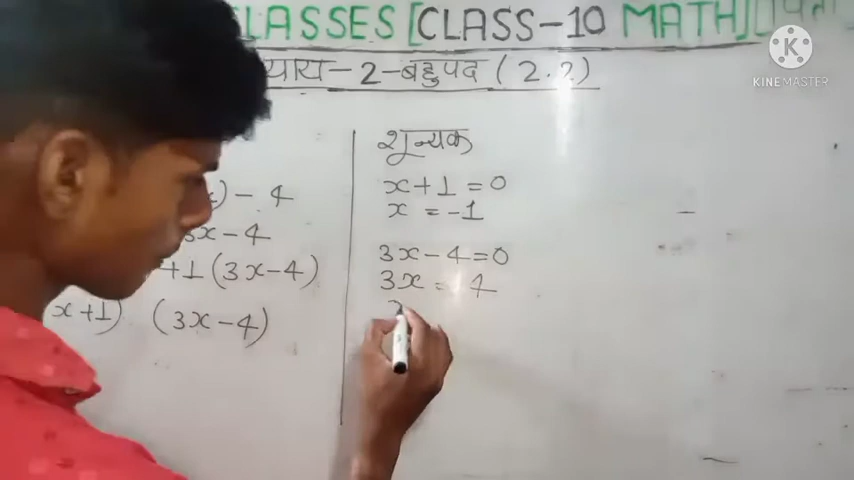 CLASSES [CLASS-10 MATH]
याय-2-बहुपद (2.2)
) - 4
3x - 4
+1 (3x-4)
x+1) (3x-4)
शून्यक
x+1=0
x = -1
3x-4=0
3x = 4
KINEMASTER